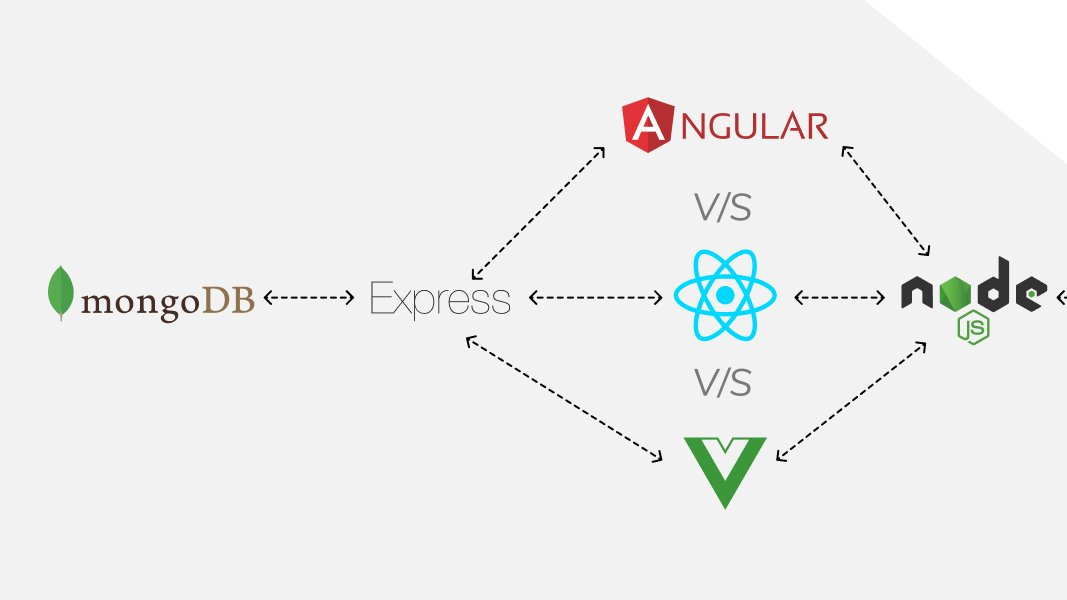 ANGULAR
V/S
mongoDB
Express
node
JS
V/S